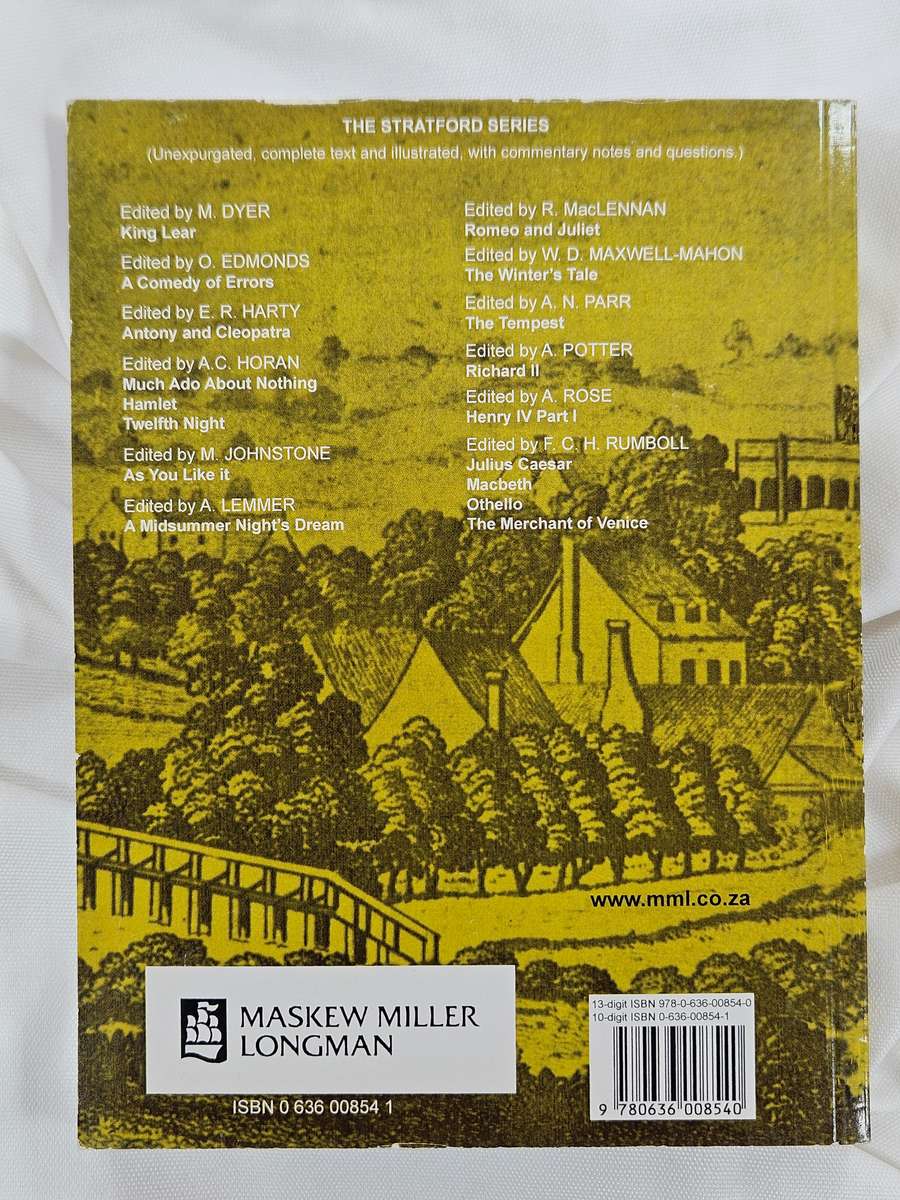 THE STRATFORD SERIES
(Unexpurgated, complete text and illustrated, with commentary notes and questions.)
Edited by M. DYER
King Lear
Edited by O. EDMONDS
A Comedy of Errors
Edited by E. R. HARTY
Antony and Cleopatra
Edited by A.C. HORAN
Much Ado About Nothing
Hamlet
Twelfth Night
Edited by M. JOHNSTONE
As You Like it
Edited by A. LEMMER
A Midsummer Night's Dream
Edited by R. MacLENNAN
Romeo and Juliet
Edited by W. D. MAXWELL-MAHON
The Winter's Tale
Edited by A. N. PARR
The Tempest
Edited by A. POTTER
Richard II
Edited by A. ROSE
Henry IV Part I
Edited by F. C. H. RUMBOLL
Julius Caesar
Macbeth
Othello
The Merchant of Venice
www.mml.co.za
MASKEW MILLER
LONGMAN
ISBN 0 636 00854 1
13-digit ISBN 978-0-636-00854-0
10-digit ISBN 0-636-00854-1
9 780636 008540